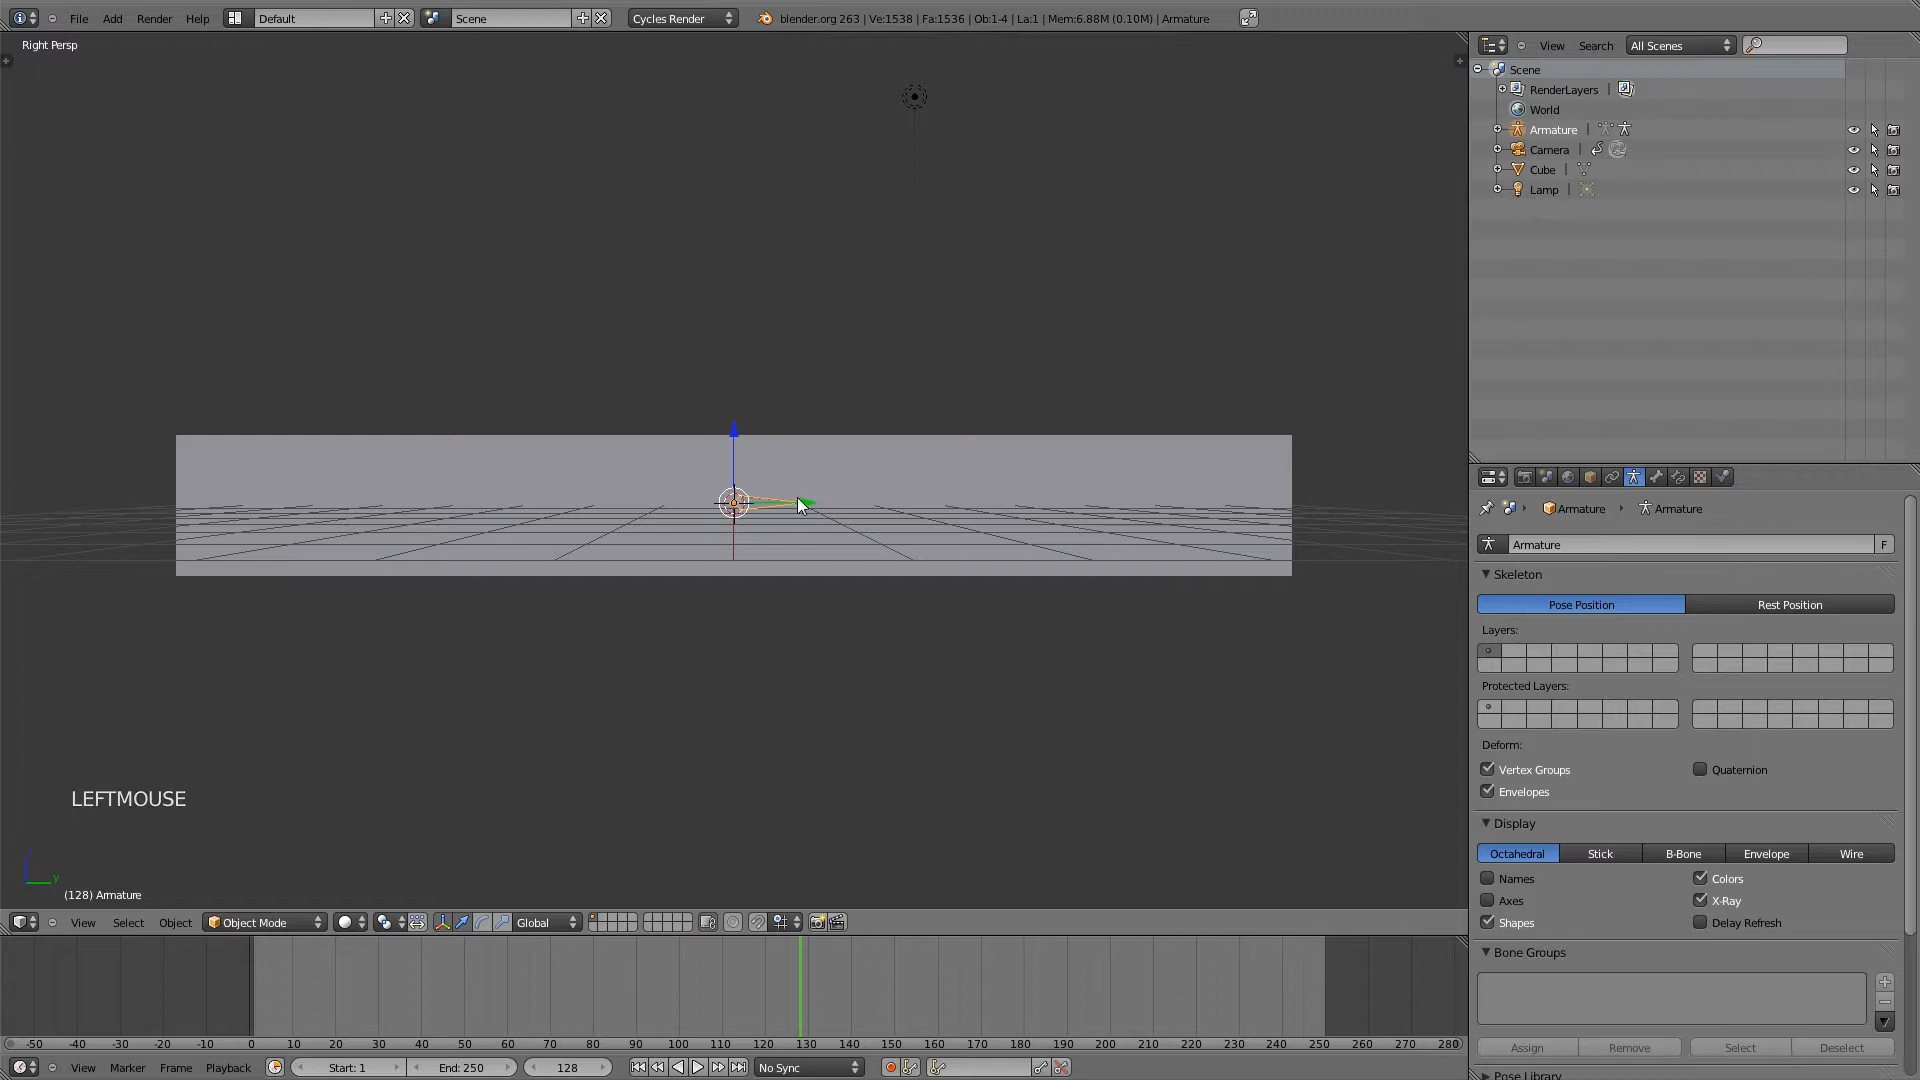 File Add Render Help Default Scene Cycles Render blender.org 263 | Ve:1538 | Fa:1536 | Ob:1-4 | La:1 | Mem:6.88M (0.10M) | Armature
Right Persp
View Search All Scenes
Scene
RenderLayers |
World
Armature |
Camera |
Cube |
Lamp |
Armature Armature
Armature F
Skeleton
Pose Position Rest Position
Layers:
Protected Layers:
Deform:
Vertex Groups Quaternion
Envelopes
Display
Octahedral Stick B-Bone Envelope Wire
Names Colors
Axes X-Ray
Shapes Delay Refresh
Bone Groups
Assign Remove Select Deselect
Pose Library
LEFTMOUSE
y
(128) Armature
View Select Object Object Mode Global
-50 -40 -30 -20 -10 0 10 20 30 40 50 60 70 80 90 100 110 120 130 140 150 160 170 180 190 200 210 220 230 240 250 260 270 280
View Marker Frame Playback Start: 1 End: 250 128 No Sync